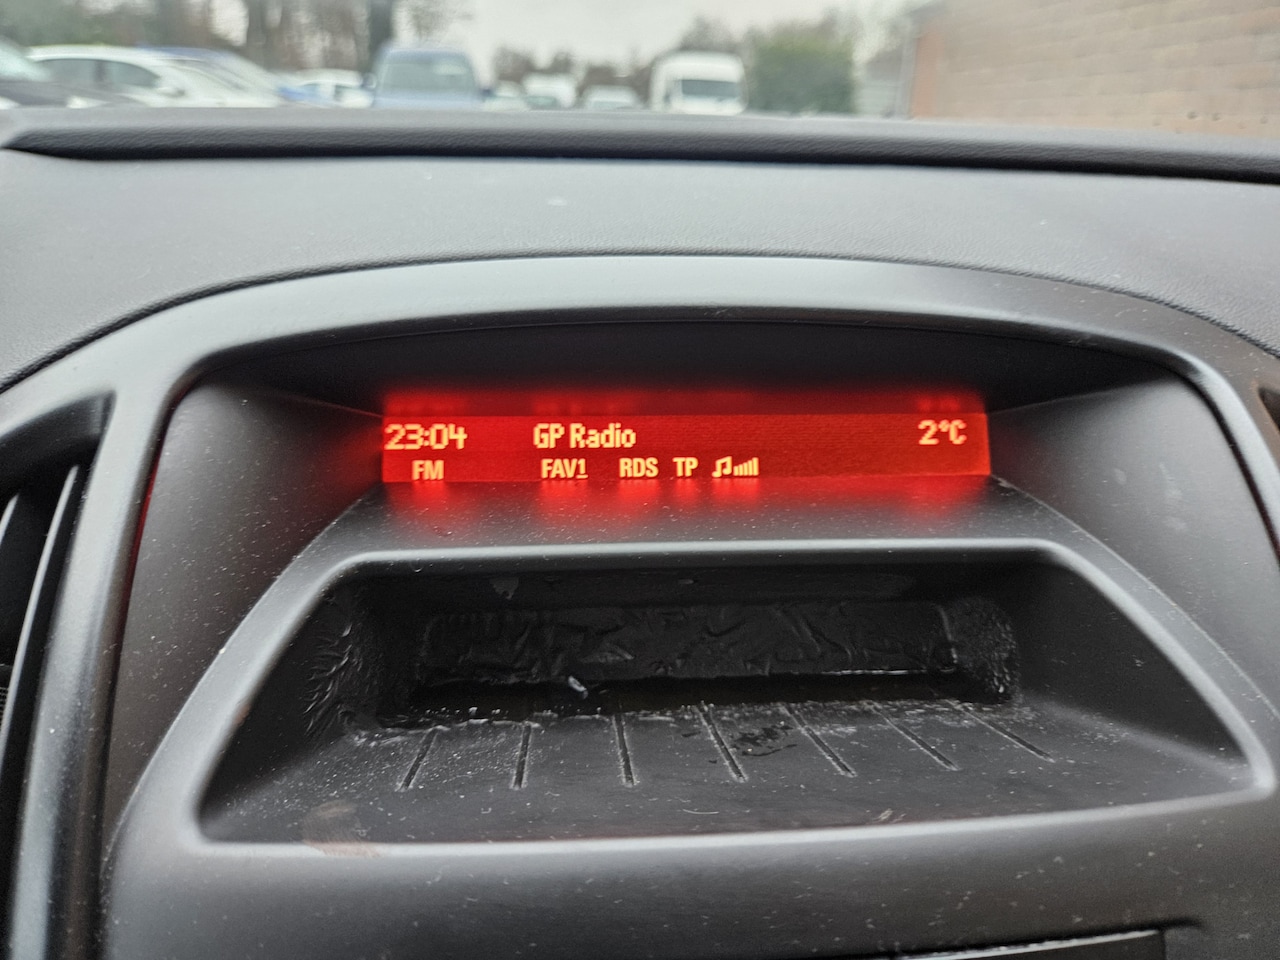 23:04 GP Radio 2°C
FM FAV1 RDS TP